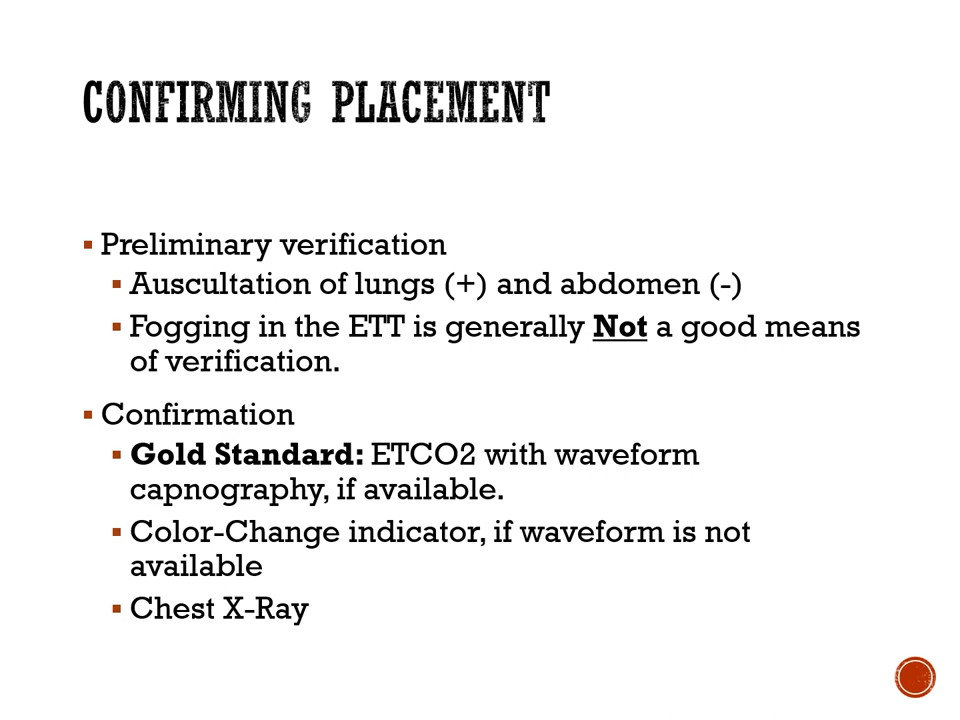 CONFIRMING PLACEMENT
▪ Preliminary verification
▪ Auscultation of lungs (+) and abdomen (-)
▪ Fogging in the ETT is generally Not a good means
of verification.
▪ Confirmation
▪ Gold Standard: ETCO2 with waveform
capnography, if available.
▪ Color-Change indicator, if waveform is not
available
▪ Chest X-Ray